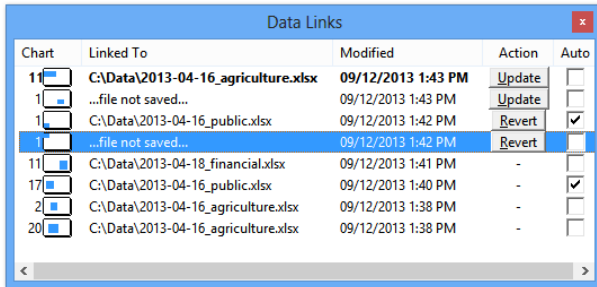 Data Links
x
Chart Linked To Modified Action Auto
11 C:\Data\2013-04-16_agriculture.xlsx 09/12/2013 1:43 PM Update
1 ...file not saved... 09/12/2013 1:43 PM Update
1 C:\Data\2013-04-16_public.xlsx 09/12/2013 1:42 PM Revert
1 ...file not saved... 09/12/2013 1:42 PM Revert
11 C:\Data\2013-04-18_financial.xlsx 09/12/2013 1:41 PM -
17 C:\Data\2013-04-16_public.xlsx 09/12/2013 1:40 PM -
2 C:\Data\2013-04-16_agriculture.xlsx 09/12/2013 1:38 PM -
20 C:\Data\2013-04-16_agriculture.xlsx 09/12/2013 1:38 PM -